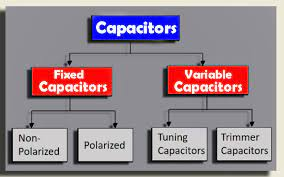 Capacitors
Fixed
Capacitors
Variable
Capacitors
Non-
Polarized
Polarized
Tuning
Capacitors
Trimmer
Capacitors